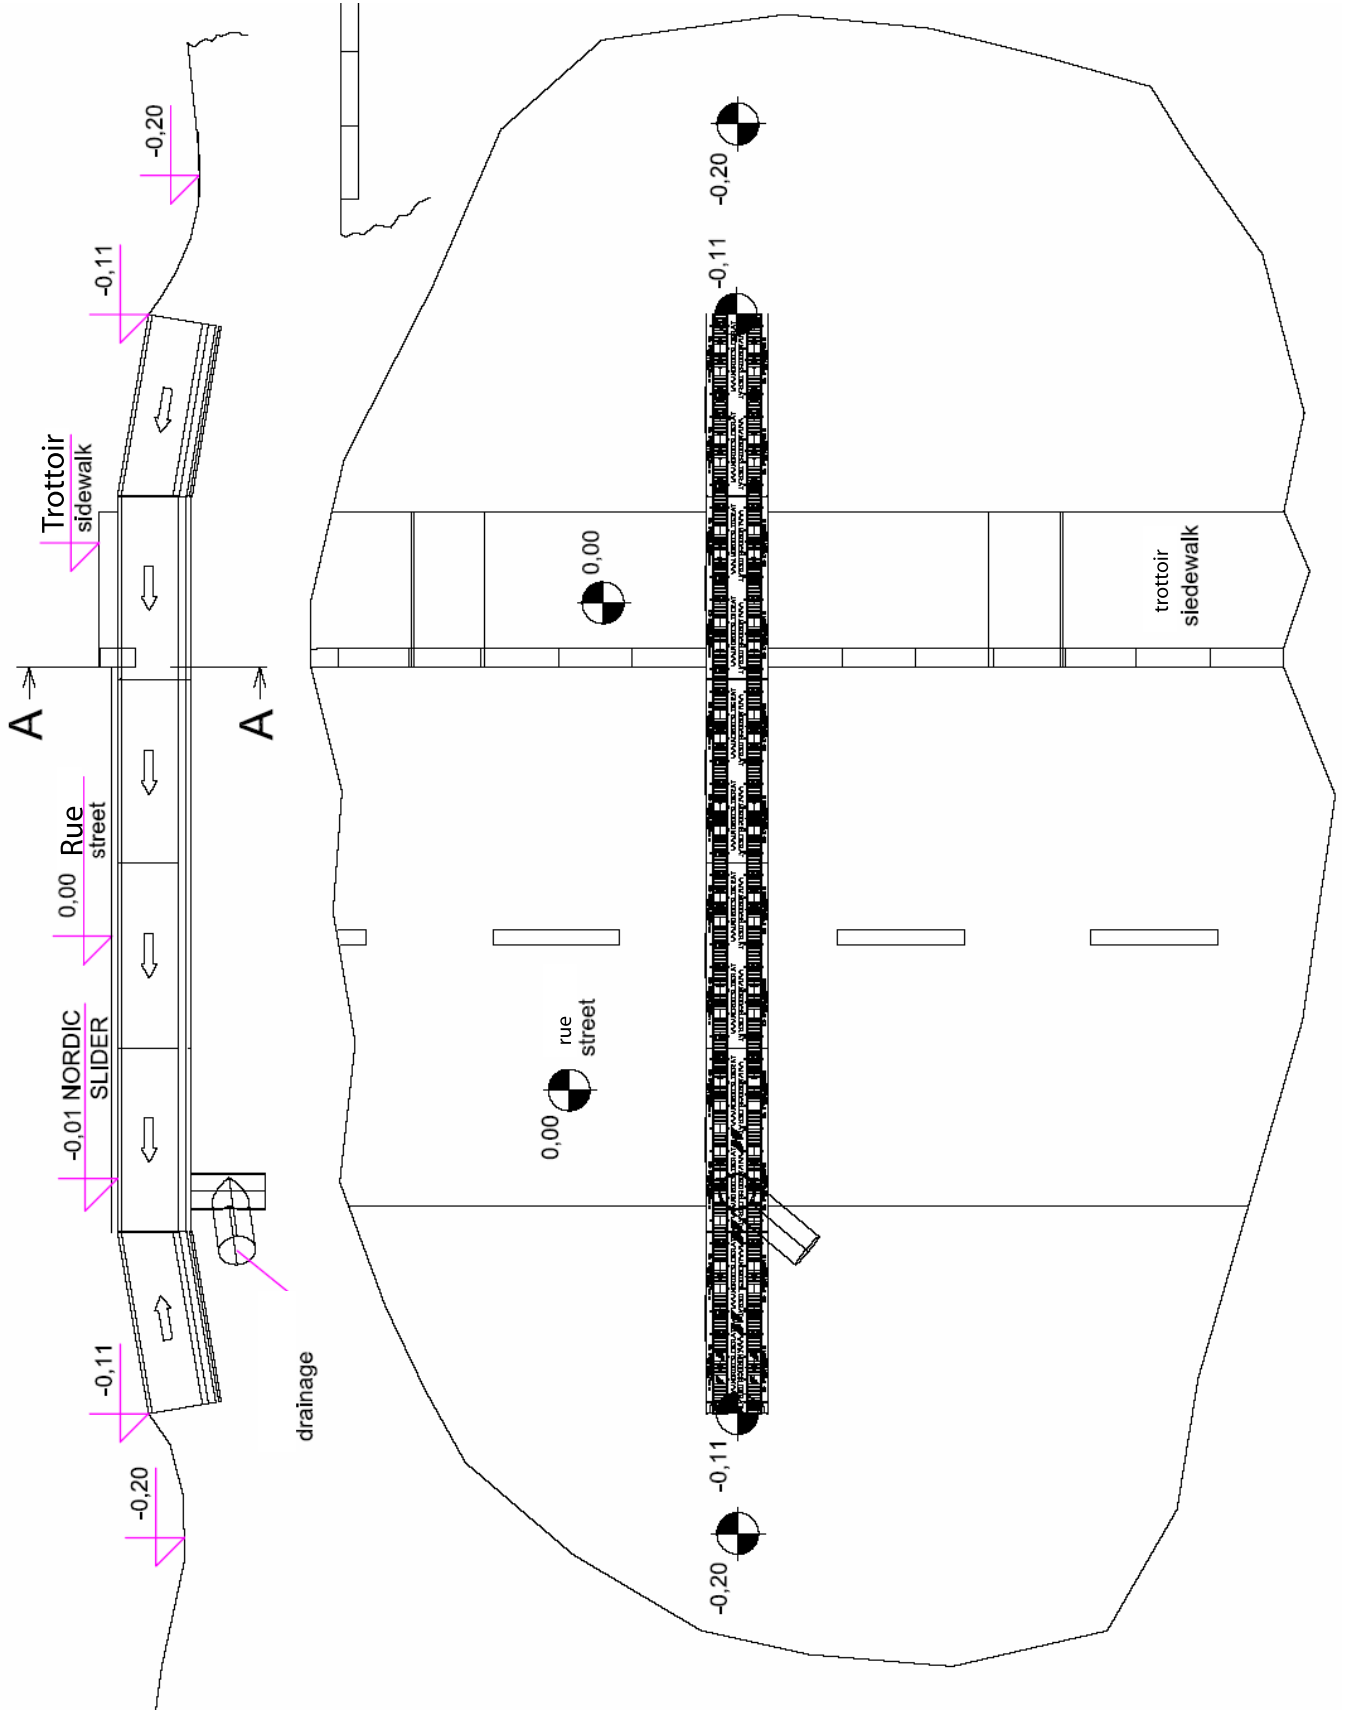 -0,20
-0,11
Trottoir
sidewalk
A
A
0,00 Rue
street
-0,01 NORDIC
SLIDER
-0,11
-0,20
drainage
-0,20
-0,11
0,00
trottoir
siedewalk
rue
street
0,00
-0,11
-0,20